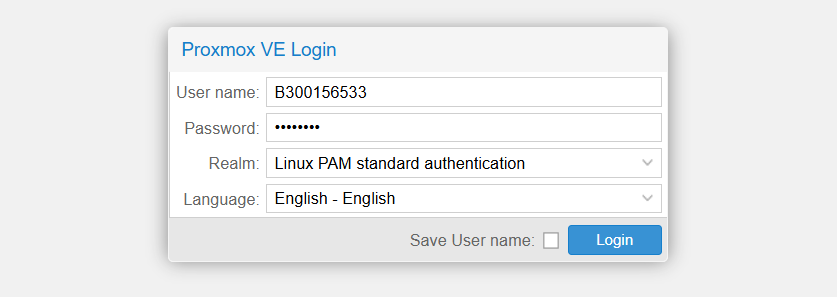 Proxmox VE Login
User name: B300156533
Password: ••••••••
Realm: Linux PAM standard authentication
Language: English - English
Save User name: Login